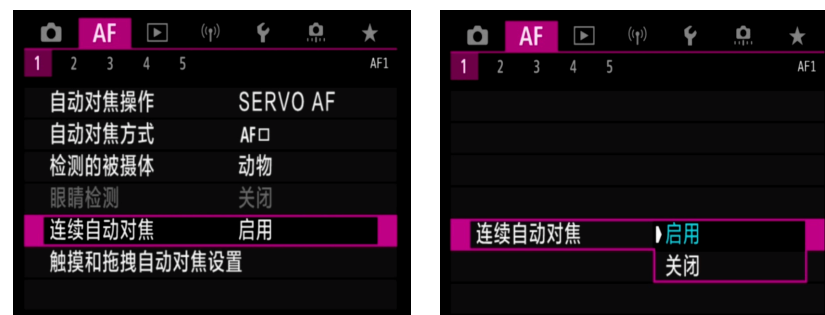 AF
1 2 3 4 5 AF1
自动对焦操作 SERVO AF
自动对焦方式 AF
检测的被摄体 动物
眼睛检测 关闭
连续自动对焦 启用
触摸和拖拽自动对焦设置
AF
1 2 3 4 5 AF1
连续自动对焦 启用
关闭